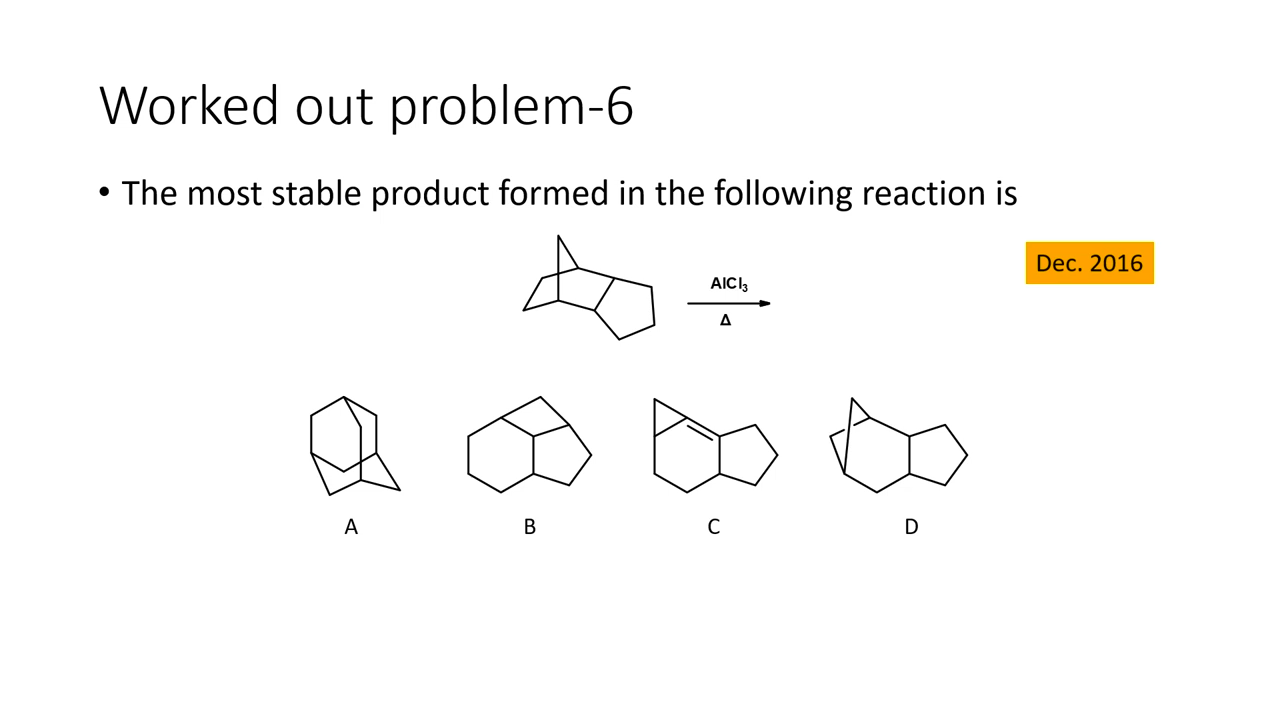 Worked out problem-6
• The most stable product formed in the following reaction is
Dec. 2016
AlCl₃
Δ
A B C D